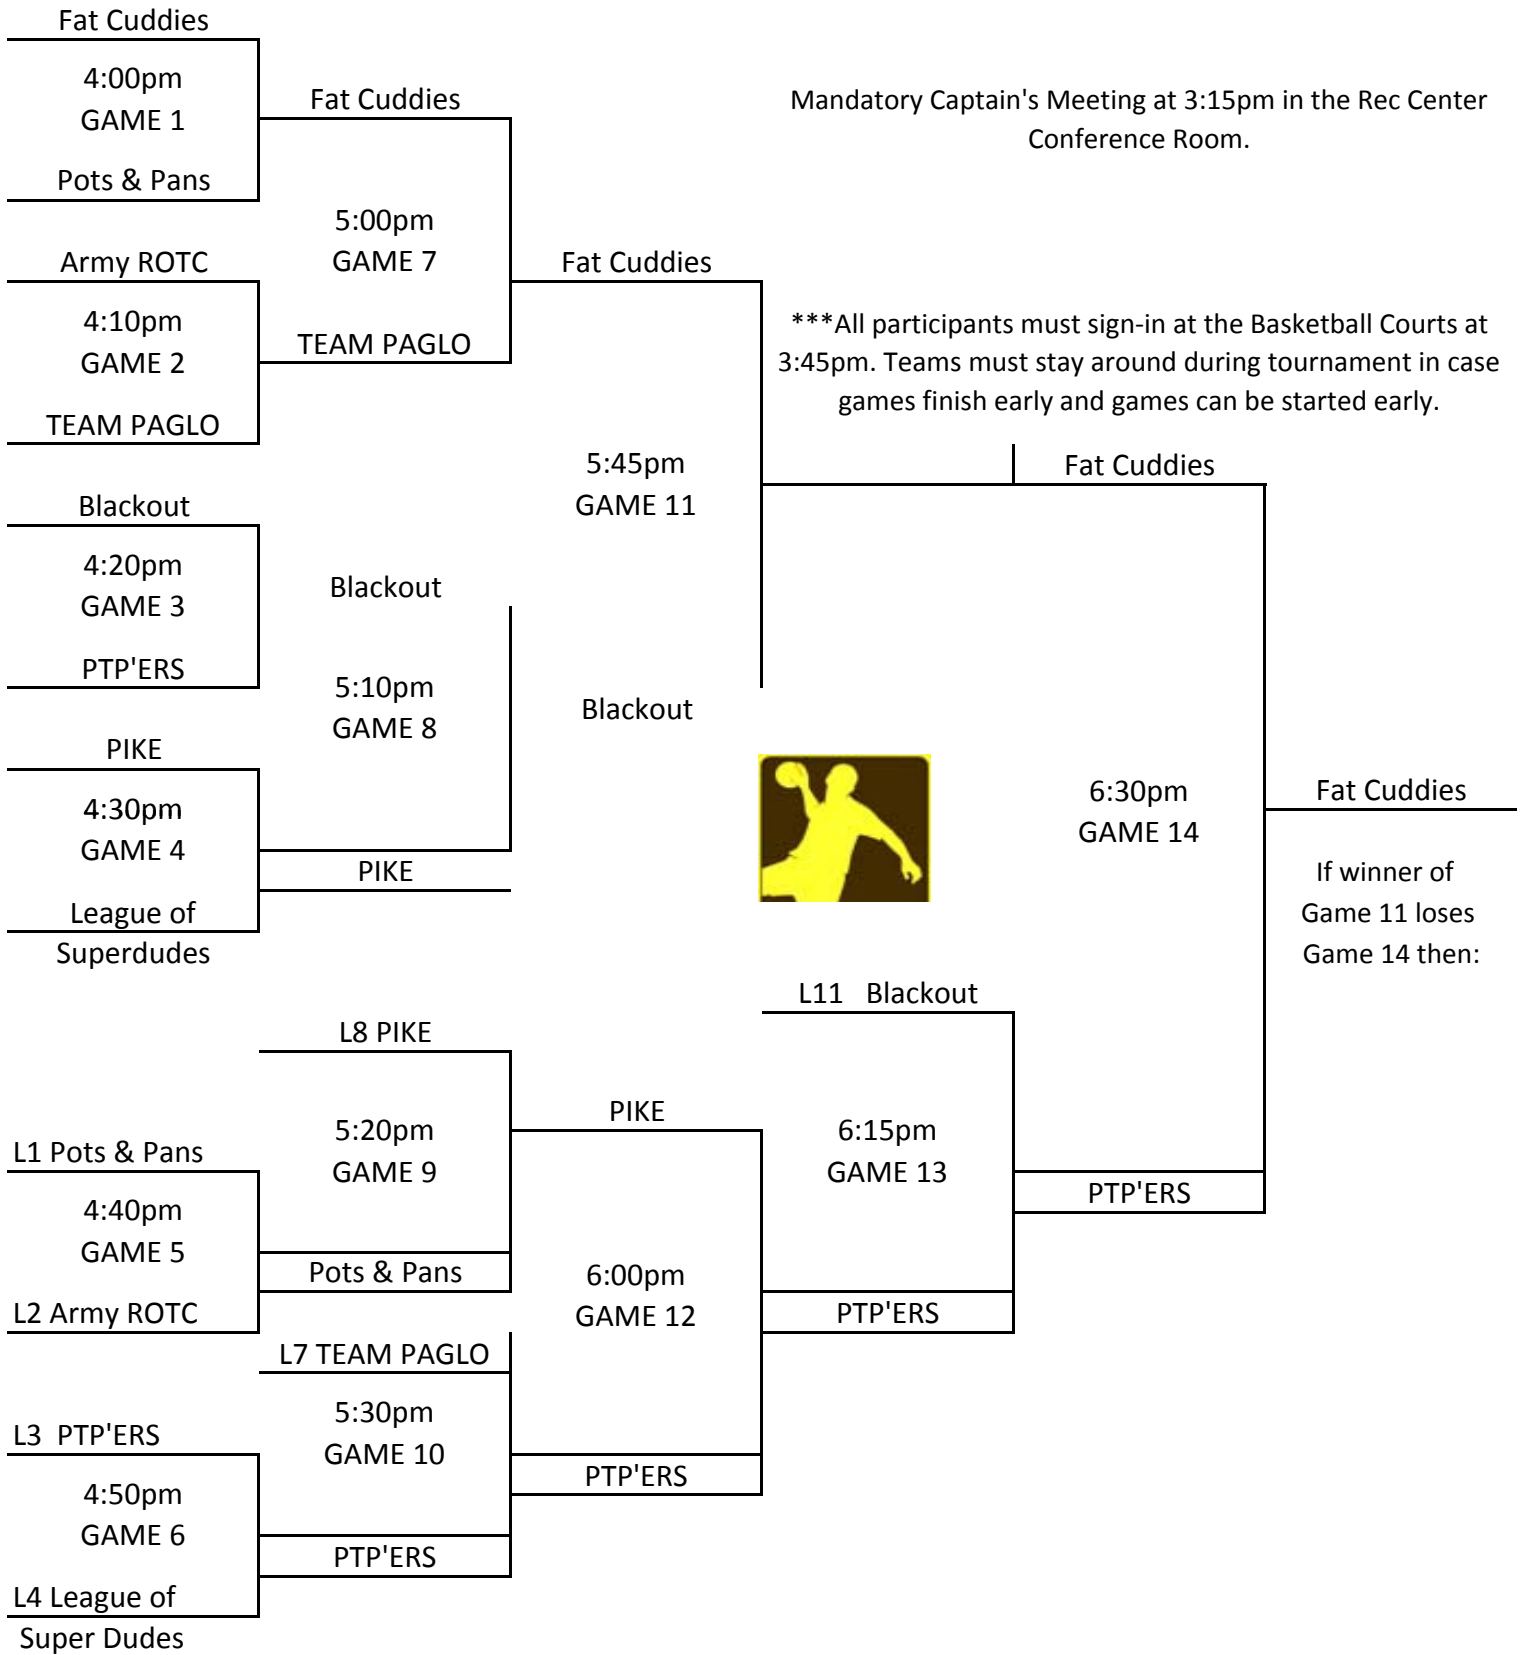 Fat Cuddies
4:00pm
GAME 1
Pots & Pans
Army ROTC
4:10pm
GAME 2
TEAM PAGLO
Blackout
4:20pm
GAME 3
PTP'ERS
PIKE
4:30pm
GAME 4
League of
Superdudes
Fat Cuddies
5:00pm
GAME 7
TEAM PAGLO
Blackout
5:10pm
GAME 8
PIKE
Fat Cuddies
5:45pm
GAME 11
Blackout
Mandatory Captain's Meeting at 3:15pm in the Rec Center
Conference Room.
***All participants must sign-in at the Basketball Courts at
3:45pm. Teams must stay around during tournament in case
games finish early and games can be started early.
Fat Cuddies
6:30pm
GAME 14
Fat Cuddies
If winner of
Game 11 loses
Game 14 then:
L1 Pots & Pans
4:40pm
GAME 5
L2 Army ROTC
L3 PTP'ERS
4:50pm
GAME 6
L4 League of
Super Dudes
L8 PIKE
5:20pm
GAME 9
Pots & Pans
L7 TEAM PAGLO
5:30pm
GAME 10
PTP'ERS
PIKE
6:00pm
GAME 12
PTP'ERS
L11 Blackout
6:15pm
GAME 13
PTP'ERS
PTP'ERS